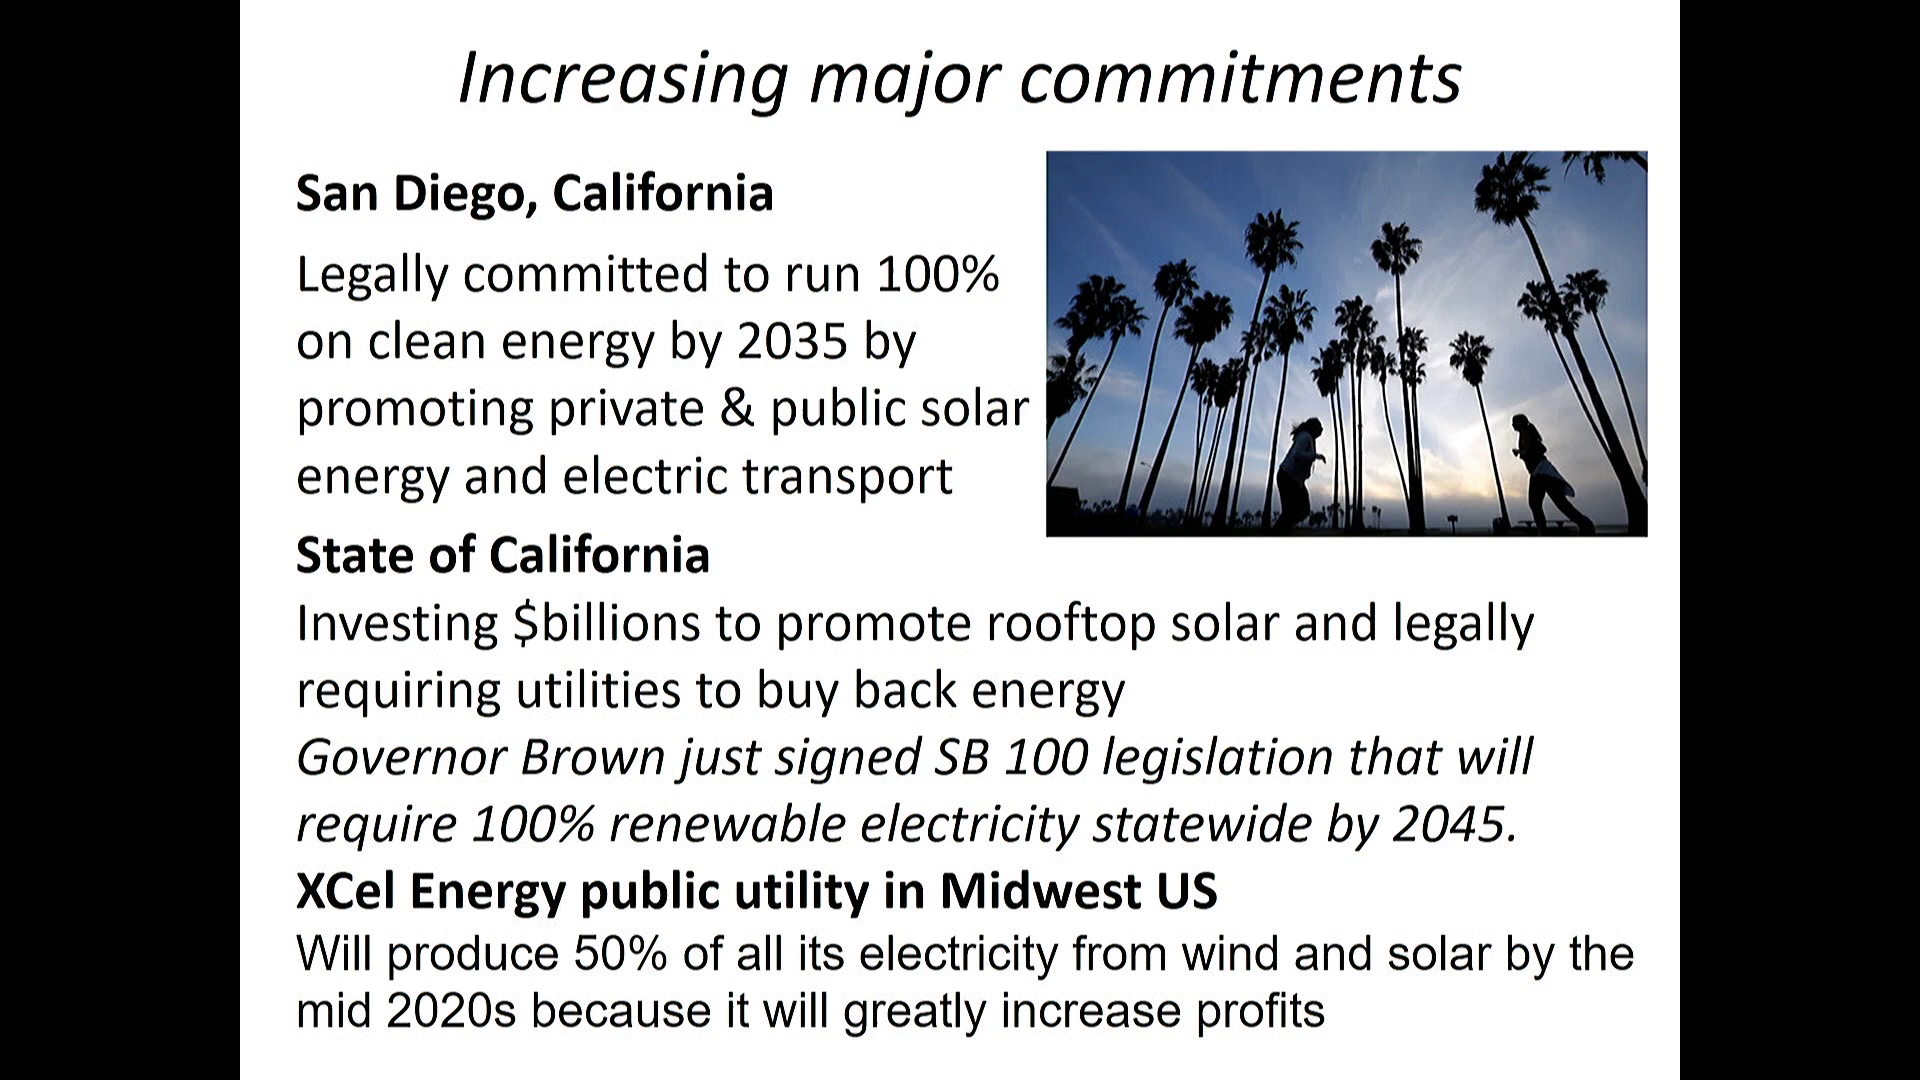 Increasing major commitments
San Diego, California
Legally committed to run 100%
on clean energy by 2035 by
promoting private & public solar
energy and electric transport
State of California
Investing $billions to promote rooftop solar and legally
requiring utilities to buy back energy
Governor Brown just signed SB 100 legislation that will
require 100% renewable electricity statewide by 2045.
XCel Energy public utility in Midwest US
Will produce 50% of all its electricity from wind and solar by the
mid 2020s because it will greatly increase profits